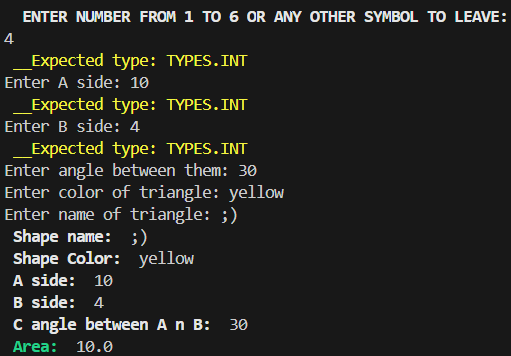 ENTER NUMBER FROM 1 TO 6 OR ANY OTHER SYMBOL TO LEAVE:
4
__Expected type: TYPES.INT
Enter A side: 10
__Expected type: TYPES.INT
Enter B side: 4
__Expected type: TYPES.INT
Enter angle between them: 30
Enter color of triangle: yellow
Enter name of triangle: ;)
Shape name:  ;)
Shape Color:  yellow
A side:  10
B side:  4
C angle between A n B:  30
Area:  10.0